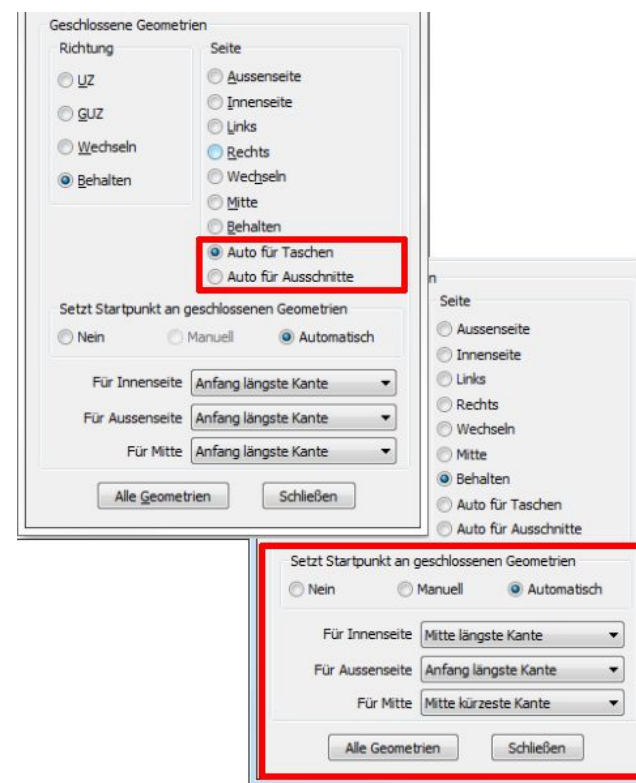 Geschlossene Geometrien
Richtung
UZ
GUZ
Wechseln
Behalten
Seite
Aussenseite
Innenseite
Links
Rechts
Wechseln
Mitte
Behalten
Auto für Taschen
Auto für Ausschnitte
Setzt Startpunkt an geschlossenen Geometrien
Nein Manuell Automatisch
Für Innenseite Anfang längste Kante
Für Aussenseite Anfang längste Kante
Für Mitte Anfang längste Kante
Alle Geometrien Schließen
n
Seite
Aussenseite
Innenseite
Links
Rechts
Wechseln
Mitte
Behalten
Auto für Taschen
Auto für Ausschnitte
Setzt Startpunkt an geschlossenen Geometrien
Nein Manuell Automatisch
Für Innenseite Mitte längste Kante
Für Aussenseite Anfang längste Kante
Für Mitte Mitte kürzeste Kante
Alle Geometrien Schließen